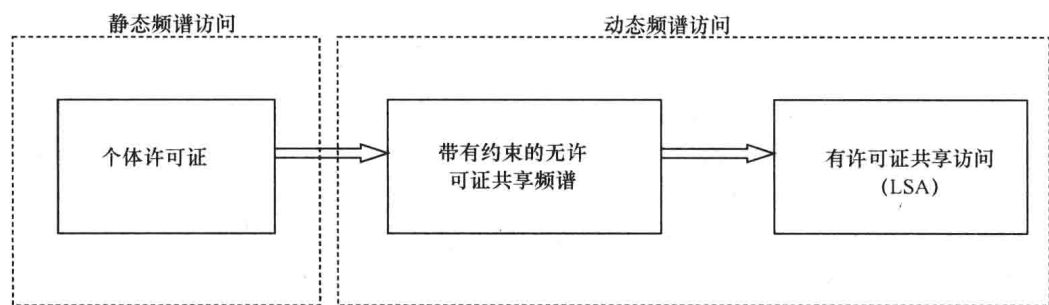 静态频谱访问
动态频谱访问
个体许可证
带有约束的无许
可证共享频谱
有许可证共享访问
(LSA)